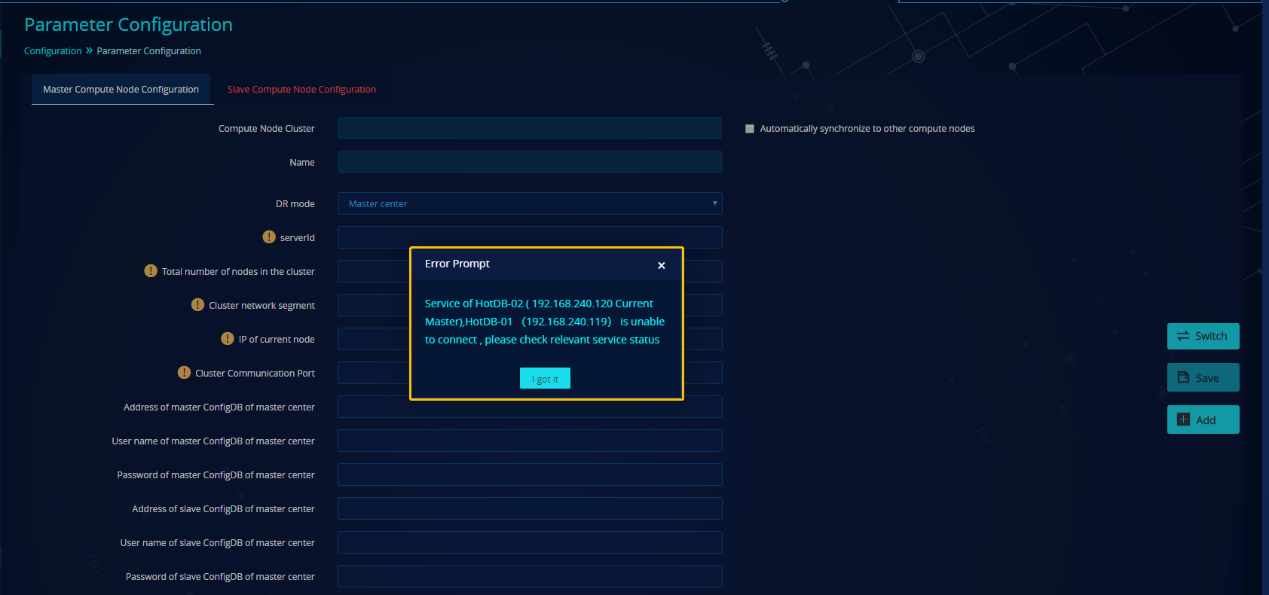 Parameter Configuration
Configuration » Parameter Configuration
Master Compute Node Configuration
Slave Compute Node Configuration
Compute Node Cluster
Automatically synchronize to other compute nodes
Name
DR mode
Master center
! serverId
! Total number of nodes in the cluster
! Cluster network segment
! IP of current node
! Cluster Communication Port
Address of master ConfigDB of master center
User name of master ConfigDB of master center
Password of master ConfigDB of master center
Address of slave ConfigDB of master center
User name of slave ConfigDB of master center
Password of slave ConfigDB of master center
Error Prompt
Service of HotDB-02 ( 192.168.240.120 Current
Master),HotDB-01 （192.168.240.119） is unable
to connect , please check relevant service status
I got it
Switch
Save
Add